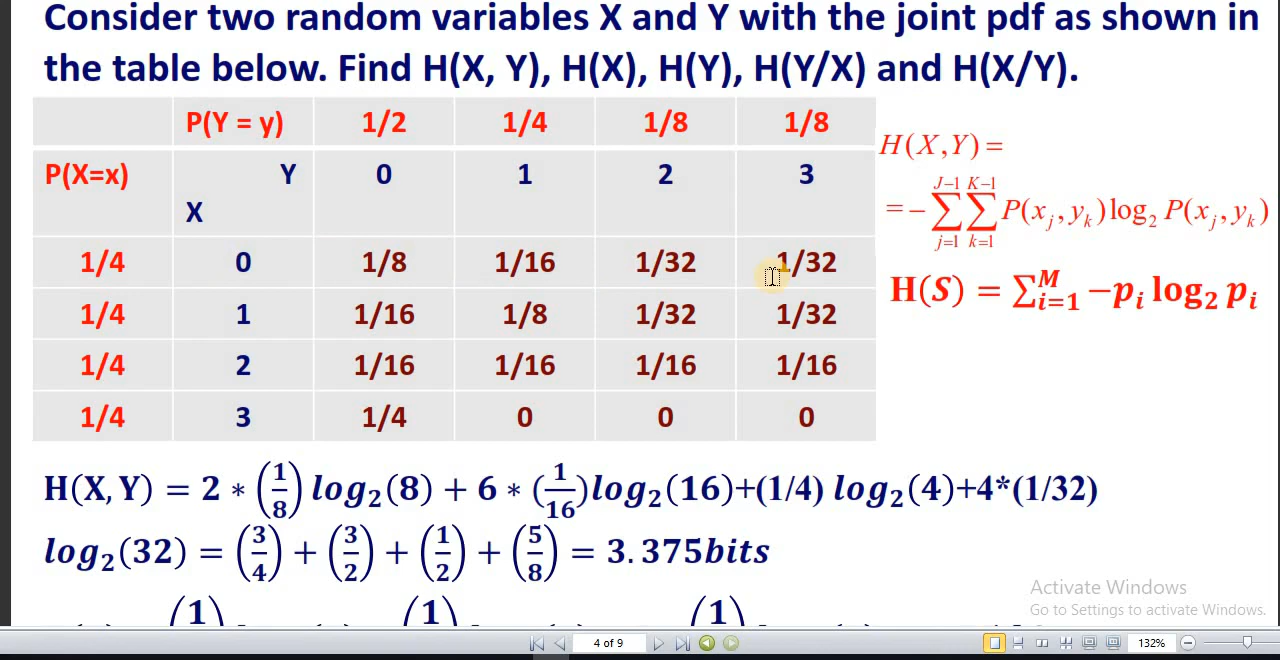 Consider two random variables X and Y with the joint pdf as shown in
the table below. Find H(X, Y), H(X), H(Y), H(Y/X) and H(X/Y).
P(Y = y) 1/2 1/4 1/8 1/8
P(X=x) Y 0 1 2 3
X
1/4 0 1/8 1/16 1/32 1/32
1/4 1 1/16 1/8 1/32 1/32
1/4 2 1/16 1/16 1/16 1/16
1/4 3 1/4 0 0 0
H(X,Y) =
= − ∑_{j=1}^{J−1} ∑_{k=1}^{K−1} P(x_j, y_k) log₂ P(x_j, y_k)
H(S) = ∑_{i=1}^{M} −p_i log₂ p_i
H(X, Y) = 2 * (1/8) log₂(8) + 6 * (1/16)log₂(16)+(1/4) log₂(4)+4*(1/32)
log₂(32) = (3/4) + (3/2) + (1/2) + (5/8) = 3.375bits
Activate Windows
Go to Settings to activate Windows.
4 of 9 132%